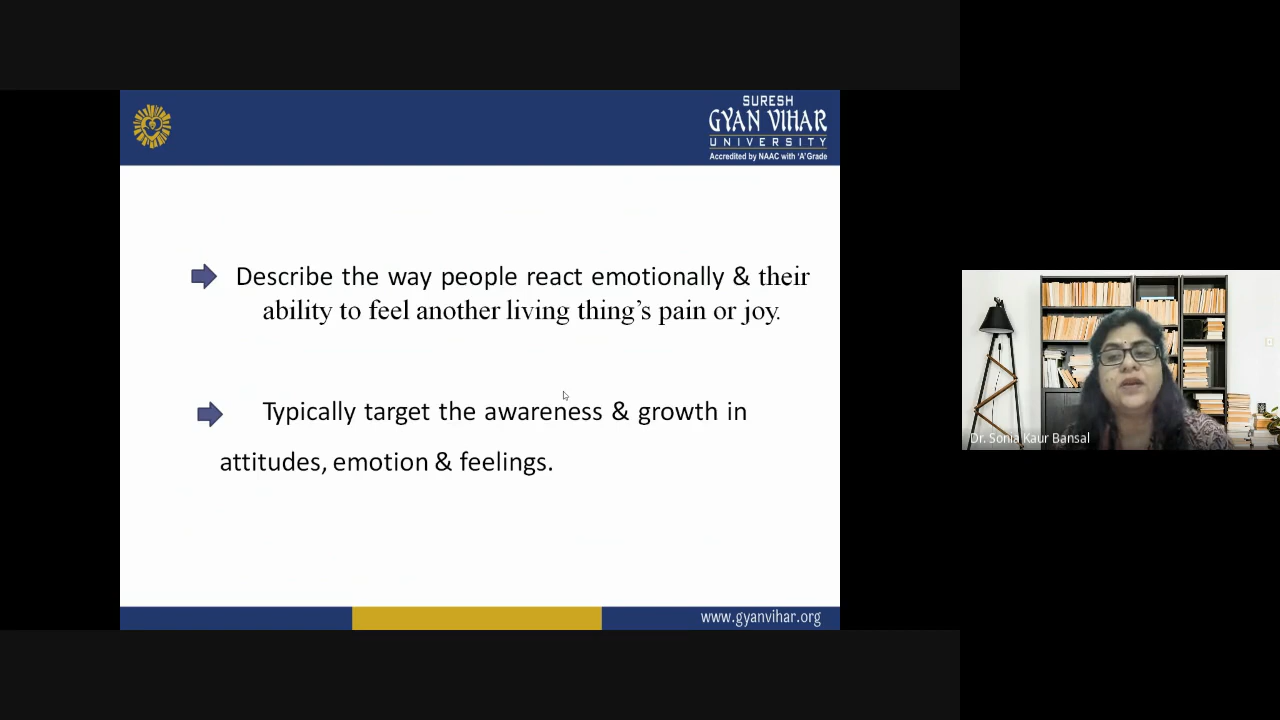 SURESH
GYAN VIHAR
UNIVERSITY
Accredited by NAAC with 'A' Grade
Describe the way people react emotionally & their
ability to feel another living thing's pain or joy.
Typically target the awareness & growth in
attitudes, emotion & feelings.
Dr. Sonia Kaur Bansal
www.gyanvihar.org